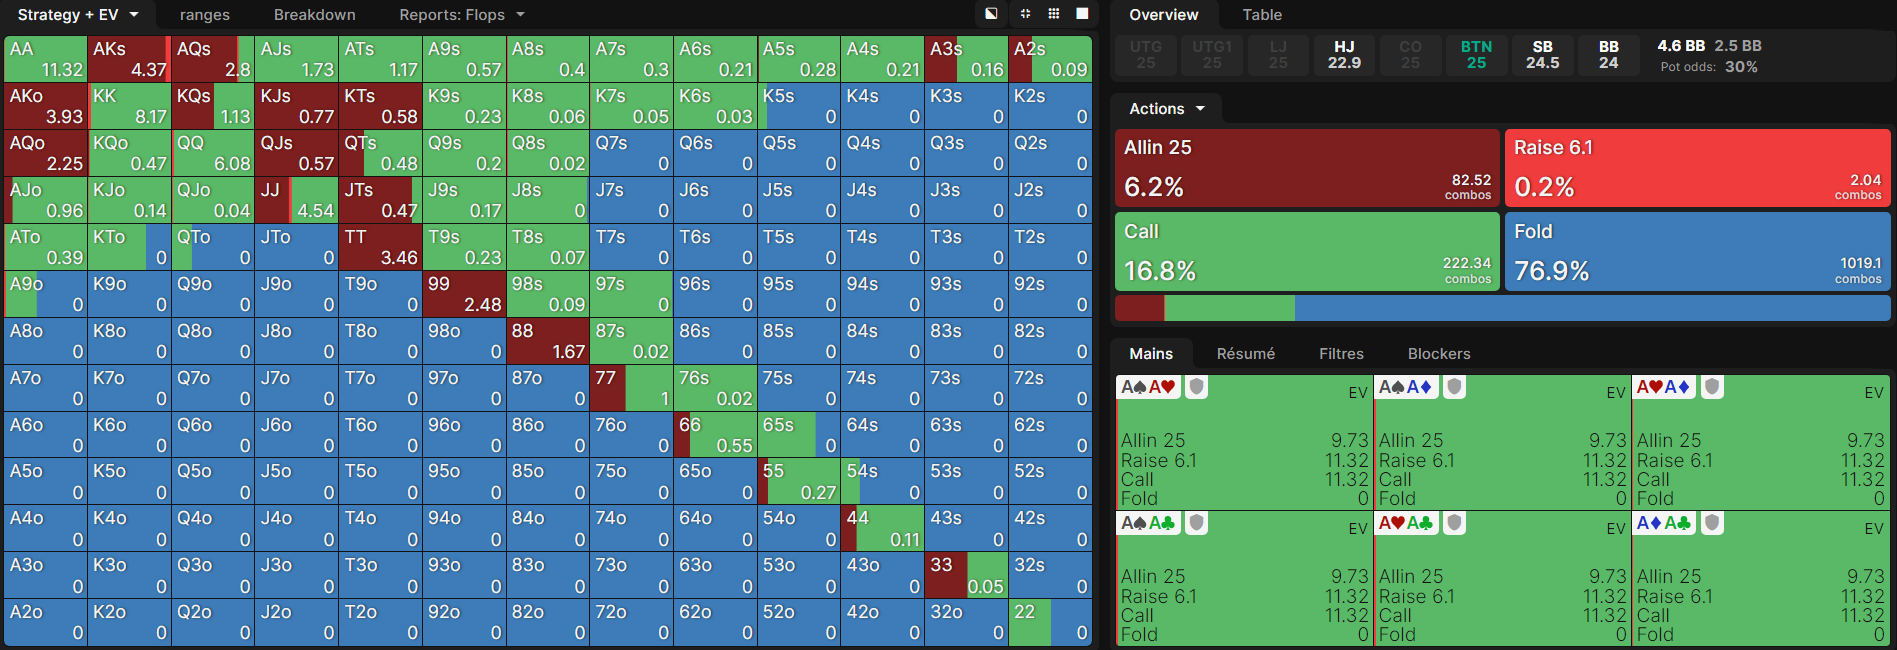 Strategy + EV ranges Breakdown Reports: Flops
AA AKs AQs AJs ATs A9s A8s A7s A6s A5s A4s A3s A2s
11.32 4.37 2.8 1.73 1.17 0.57 0.4 0.3 0.21 0.28 0.21 0.16 0.09
AKo KK KQs KJs KTs K9s K8s K7s K6s K5s K4s K3s K2s
3.93 8.17 1.13 0.77 0.58 0.23 0.06 0.05 0.03 0 0 0 0
AQo KQo QQ QJs QTs Q9s Q8s Q7s Q6s Q5s Q4s Q3s Q2s
2.25 0.47 6.08 0.57 0.48 0.2 0.02 0 0 0 0 0 0
AJo KJo QJo JJ JTs J9s J8s J7s J6s J5s J4s J3s J2s
0.96 0.14 0.04 4.54 0.47 0.17 0 0 0 0 0 0 0
ATo KTo QTo JTo TT T9s T8s T7s T6s T5s T4s T3s T2s
0.39 0 0 0 3.46 0.23 0.07 0 0 0 0 0 0
A9o K9o Q9o J9o T9o 99 98s 97s 96s 95s 94s 93s 92s
0 0 0 0 0 2.48 0.09 0 0 0 0 0 0
A8o K8o Q8o J8o T8o 98o 88 87s 86s 85s 84s 83s 82s
0 0 0 0 0 0 1.67 0.02 0 0 0 0 0
A7o K7o Q7o J7o T7o 97o 87o 77 76s 75s 74s 73s 72s
0 0 0 0 0 0 0 1 0.02 0 0 0 0
A6o K6o Q6o J6o T6o 96o 86o 76o 66 65s 64s 63s 62s
0 0 0 0 0 0 0 0 0.55 0 0 0 0
A5o K5o Q5o J5o T5o 95o 85o 75o 65o 55 54s 53s 52s
0 0 0 0 0 0 0 0 0 0.27 0 0 0
A4o K4o Q4o J4o T4o 94o 84o 74o 64o 54o 44 43s 42s
0 0 0 0 0 0 0 0 0 0 0.11 0 0
A3o K3o Q3o J3o T3o 93o 83o 73o 63o 53o 43o 33 32s
0 0 0 0 0 0 0 0 0 0 0 0.05 0
A2o K2o Q2o J2o T2o 92o 82o 72o 62o 52o 42o 32o 22
0 0 0 0 0 0 0 0 0 0 0 0 0
Overview Table
UTG UTG1 LJ HJ CO BTN SB BB 4.6 BB 2.5 BB
25 25 25 22.9 25 25 24.5 24 Pot odds: 30%
Actions
Allin 25 Raise 6.1
6.2% 82.52 combos 0.2% 2.04 combos
Call Fold
16.8% 222.34 combos 76.9% 1019.1 combos
Mains Résumé Filtres Blockers
A♠A♥ EV A♠A♦ EV A♥A♦ EV
Allin 25 9.73 Allin 25 9.73 Allin 25 9.73
Raise 6.1 11.32 Raise 6.1 11.32 Raise 6.1 11.32
Call 11.32 Call 11.32 Call 11.32
Fold 0 Fold 0 Fold 0
A♠A♣ EV A♥A♣ EV A♦A♣ EV
Allin 25 9.73 Allin 25 9.73 Allin 25 9.73
Raise 6.1 11.32 Raise 6.1 11.32 Raise 6.1 11.32
Call 11.32 Call 11.32 Call 11.32
Fold 0 Fold 0 Fold 0